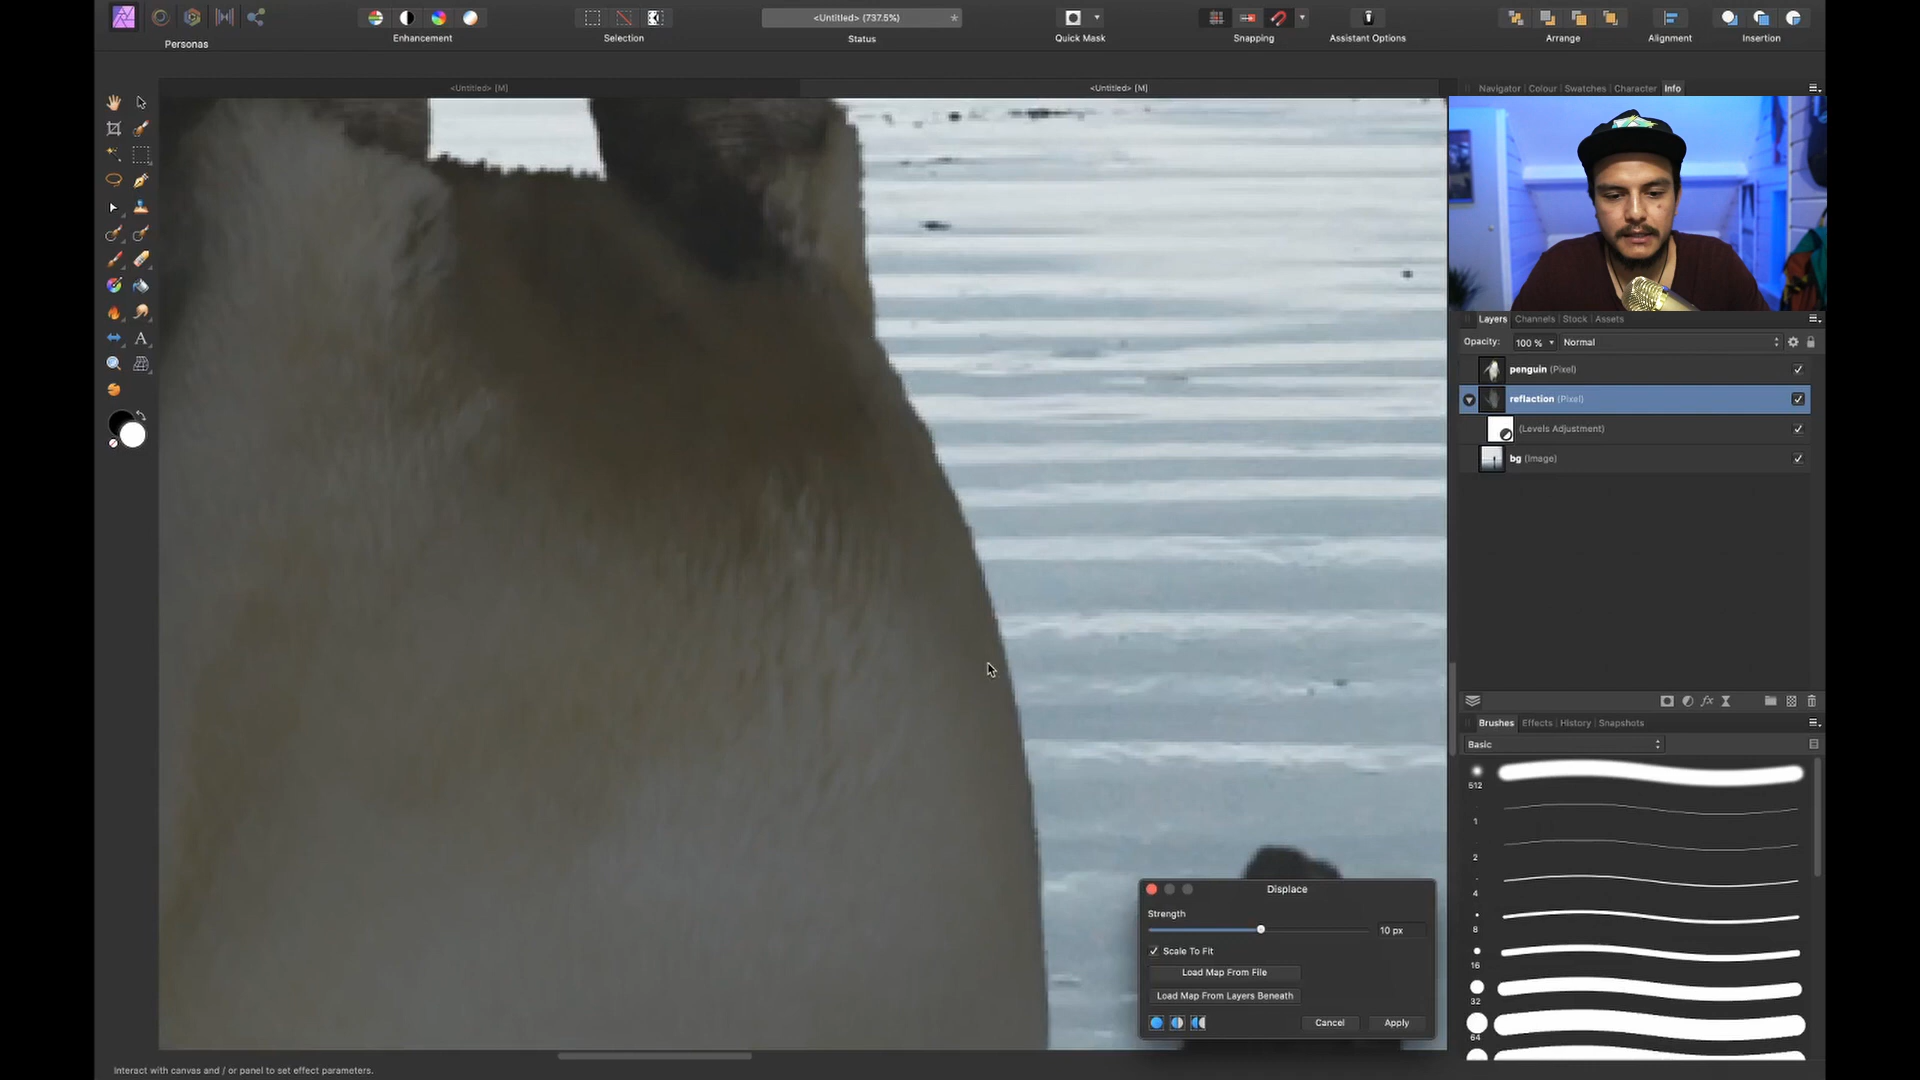 <Untitled> (737.5%)
*
Personas
Enhancement
Selection
Status
Quick Mask
Snapping
Assistant Options
Arrange
Alignment
Insertion
<Untitled> [M]
<Untitled> [M]
Navigator Colour Swatches Character Info
A
Layers Channels Stock Assets
Opacity: 100 % Normal
penguin (Pixel)
reflaction (Pixel)
(Levels Adjustment)
bg (Image)
fx
Brushes Effects History Snapshots
Basic
512
1
2
4
8
16
32
64
Displace
Strength
10 px
Scale To Fit
Load Map From File
Load Map From Layers Beneath
Cancel Apply
Interact with canvas and / or panel to set effect parameters.